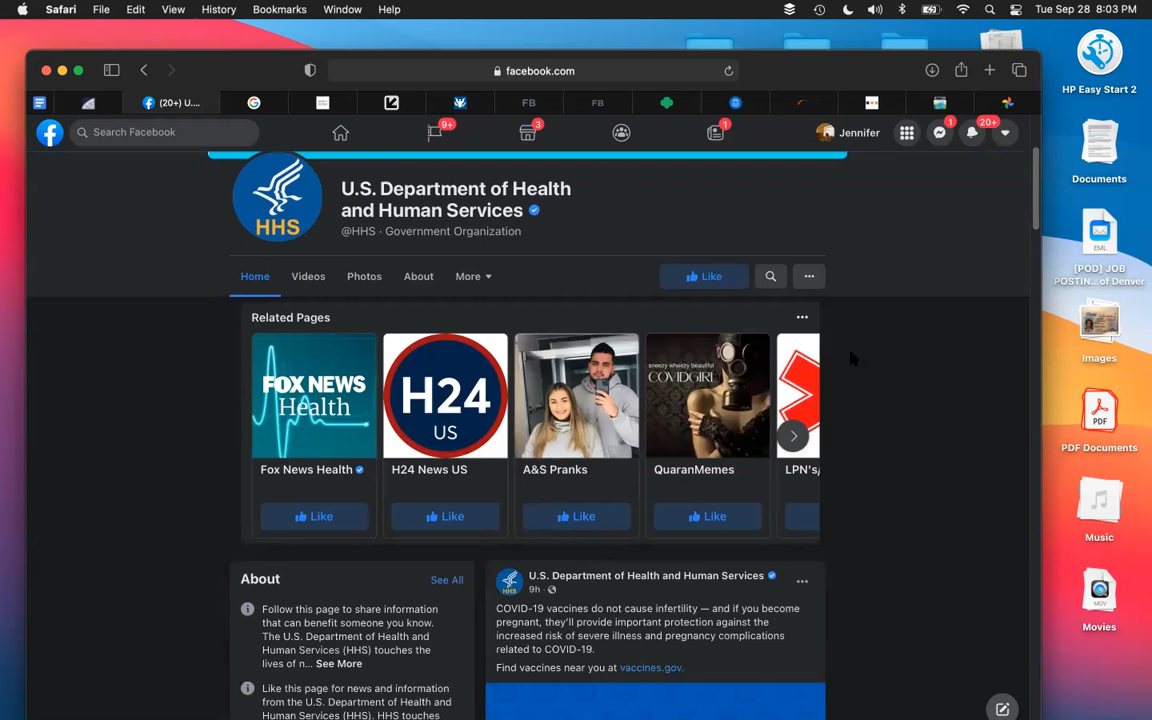 Safari File Edit View History Bookmarks Window Help
Tue Sep 28 8:03 PM
facebook.com
(20+) U....
FB
FB
Search Facebook
9+
3
1
Jennifer
1
20+
U.S. Department of Health
and Human Services
@HHS · Government Organization
HHS
Home Videos Photos About More
Like
Related Pages
FOX NEWS
Health
H24
US
sneezy wheezy beautiful
COVIDGIRL
Fox News Health
H24 News US
A&S Pranks
QuaranMemes
LPN's/
Like
Like
Like
Like
About
See All
Follow this page to share information
that can benefit someone you know.
The U.S. Department of Health and
Human Services (HHS) touches the
lives of n... See More
Like this page for news and information
from the U.S. Department of Health and
Human Services (HHS). HHS touches
U.S. Department of Health and Human Services
9h ·
COVID-19 vaccines do not cause infertility — and if you become
pregnant, they'll provide important protection against the
increased risk of severe illness and pregnancy complications
related to COVID-19.
Find vaccines near you at vaccines.gov.
HP Easy Start 2
Documents
EML
[POD] JOB
POSTIN...of Denver
Images
PDF
PDF Documents
Music
MOV
Movies